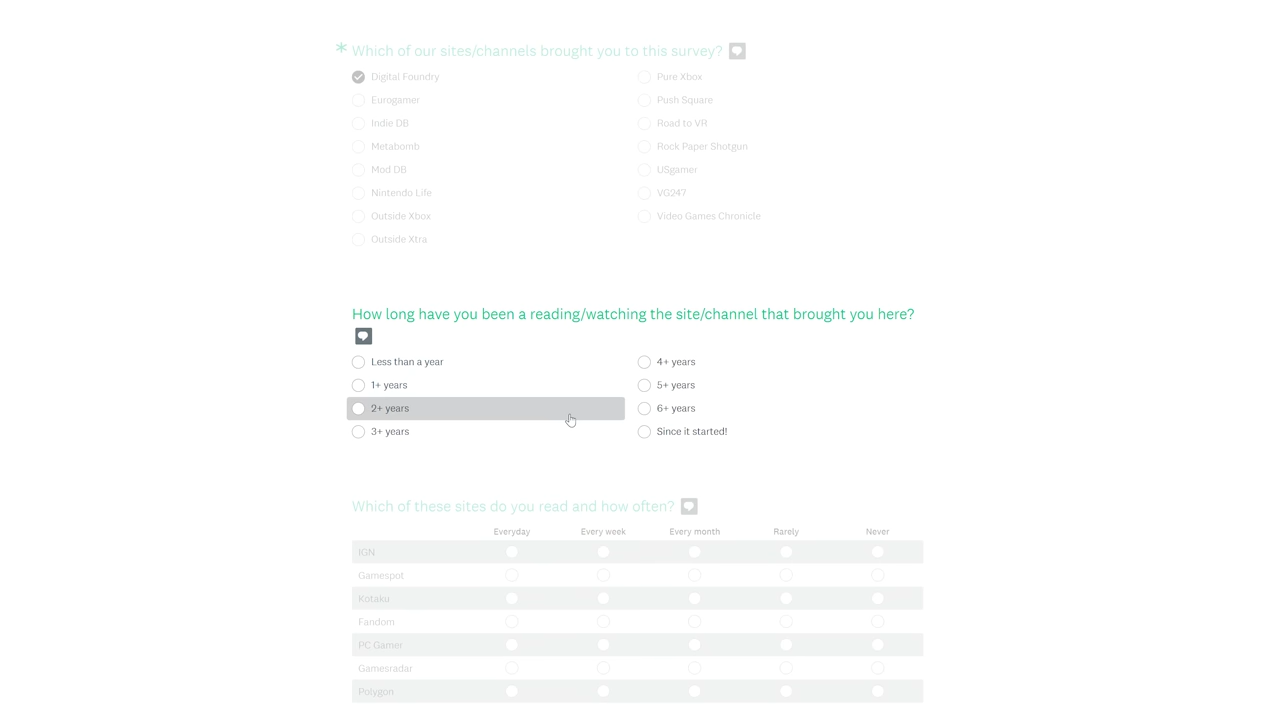 * Which of our sites/channels brought you to this survey?
Digital Foundry
Eurogamer
Indie DB
Metabomb
Mod DB
Nintendo Life
Outside Xbox
Outside Xtra
Pure Xbox
Push Square
Road to VR
Rock Paper Shotgun
USgamer
VG247
Video Games Chronicle
How long have you been a reading/watching the site/channel that brought you here?
Less than a year
1+ years
2+ years
3+ years
4+ years
5+ years
6+ years
Since it started!
Which of these sites do you read and how often?
Everyday Every week Every month Rarely Never
IGN
Gamespot
Kotaku
Fandom
PC Gamer
Gamesradar
Polygon